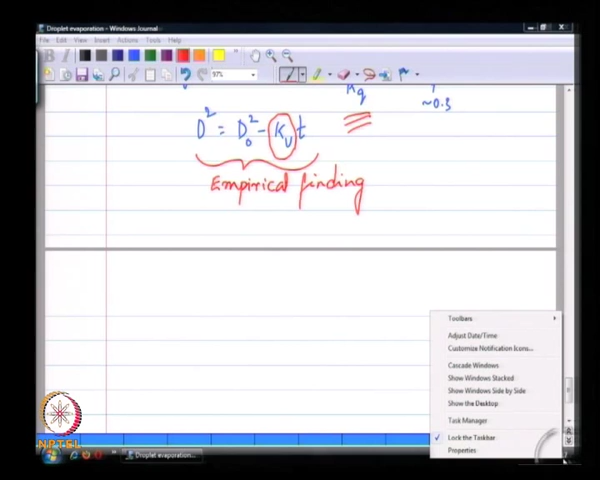 Droplet evaporation - Windows Journal
File Edit View Insert Actions Tools Help
97%
Kq
~0.3
D² = D₀² - Kᵥ t
Empirical finding
Toolbars
Adjust Date/Time
Customize Notification Icons...
Cascade Windows
Show Windows Stacked
Show Windows Side by Side
Show the Desktop
Task Manager
Lock the Taskbar
Properties
NPTEL
Droplet evaporation...